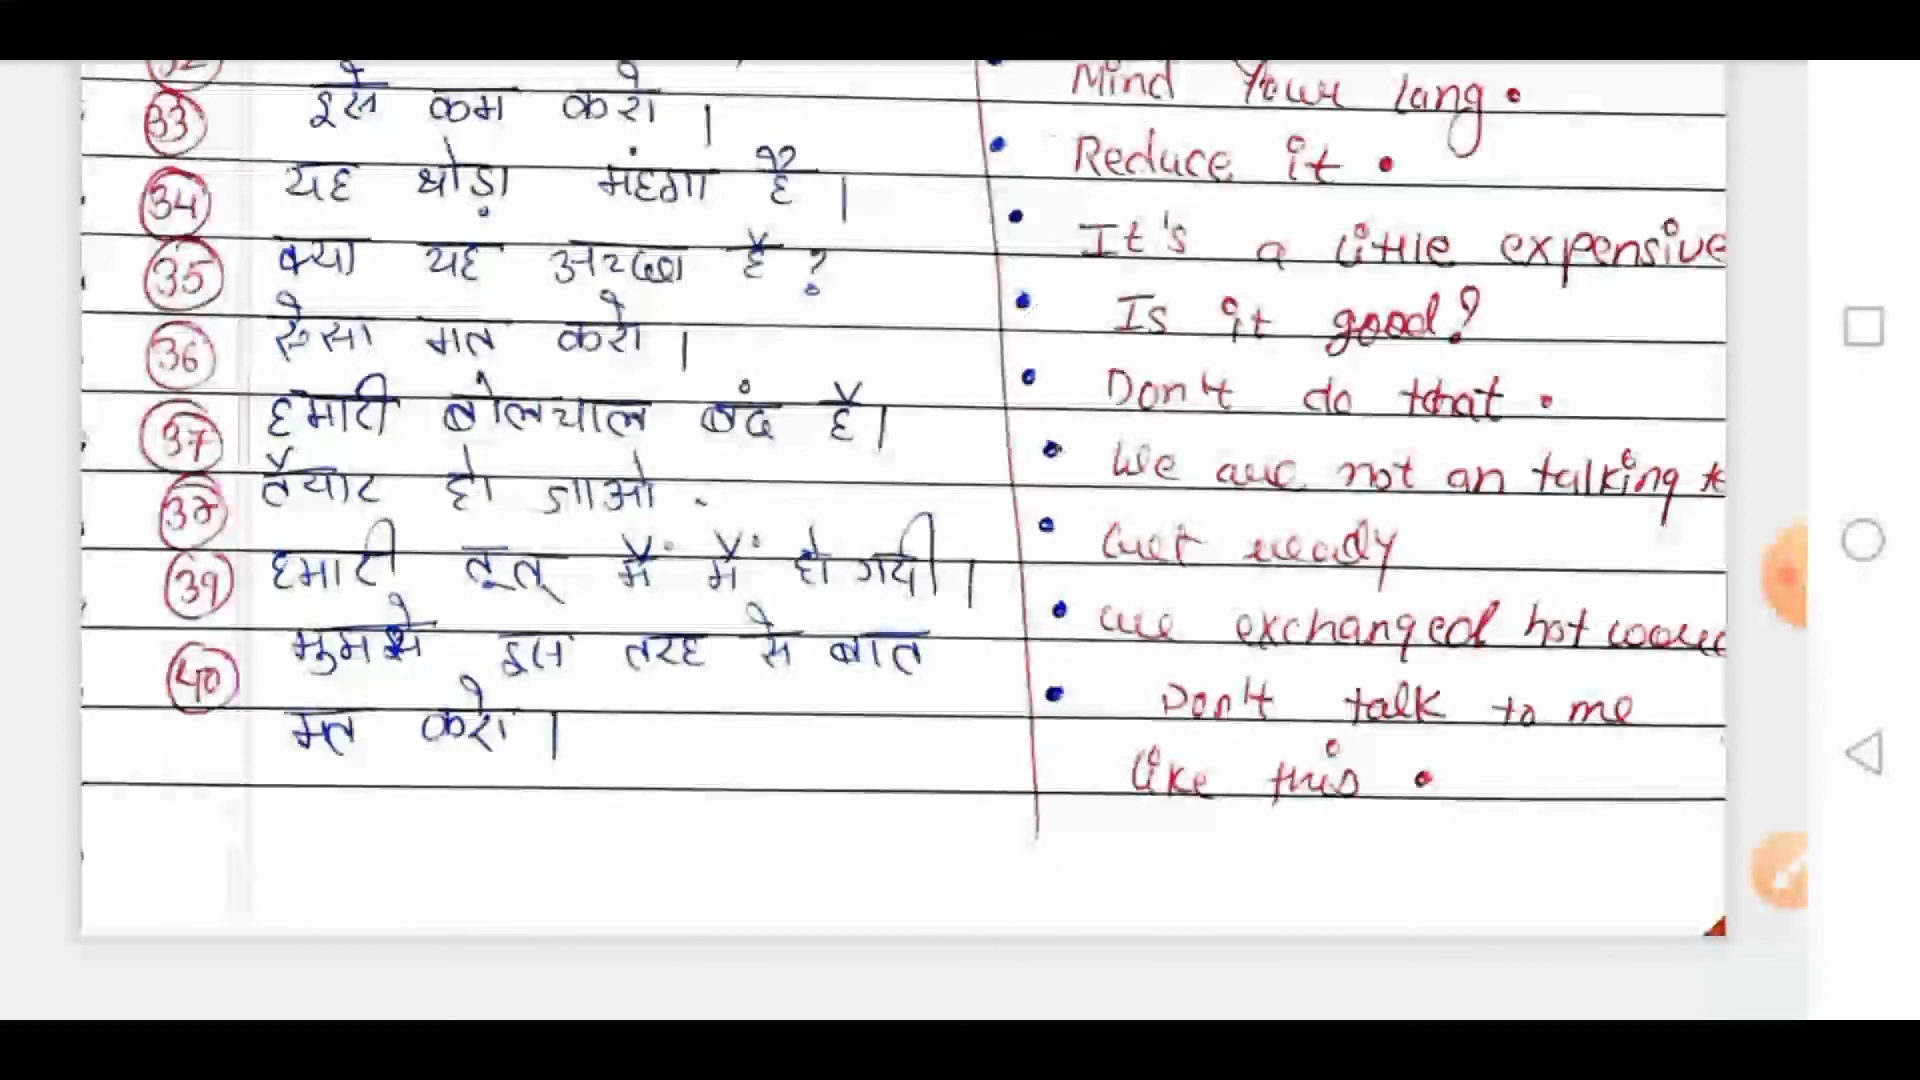 Mind Your lang.
33 इसे कम करो । Reduce it.
34 यह थोड़ा मंहगा है । It's a little expensive
35 क्या यह अच्छा है ? Is it good?
36 ऐसा मत करो । Don't do that.
37 हमारी बोलचाल बंद है। We are not on talking
38 तैयार हो जाओ . Get ready
39 हमारी तूतू मैं मैं हो गयी । we exchanged hot
40 मुझसे इस तरह से बात Don't talk to me
मत करो । like this.